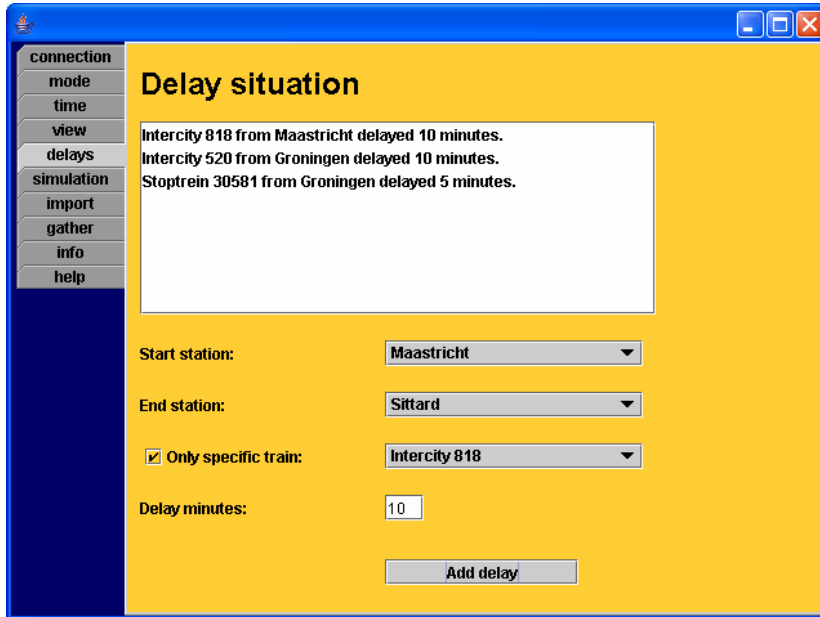 connection
mode
time
view
delays
simulation
import
gather
info
help
Delay situation
Intercity 818 from Maastricht delayed 10 minutes.
Intercity 520 from Groningen delayed 10 minutes.
Stoptrein 30581 from Groningen delayed 5 minutes.
Start station: Maastricht
End station: Sittard
Only specific train: Intercity 818
Delay minutes: 10
Add delay